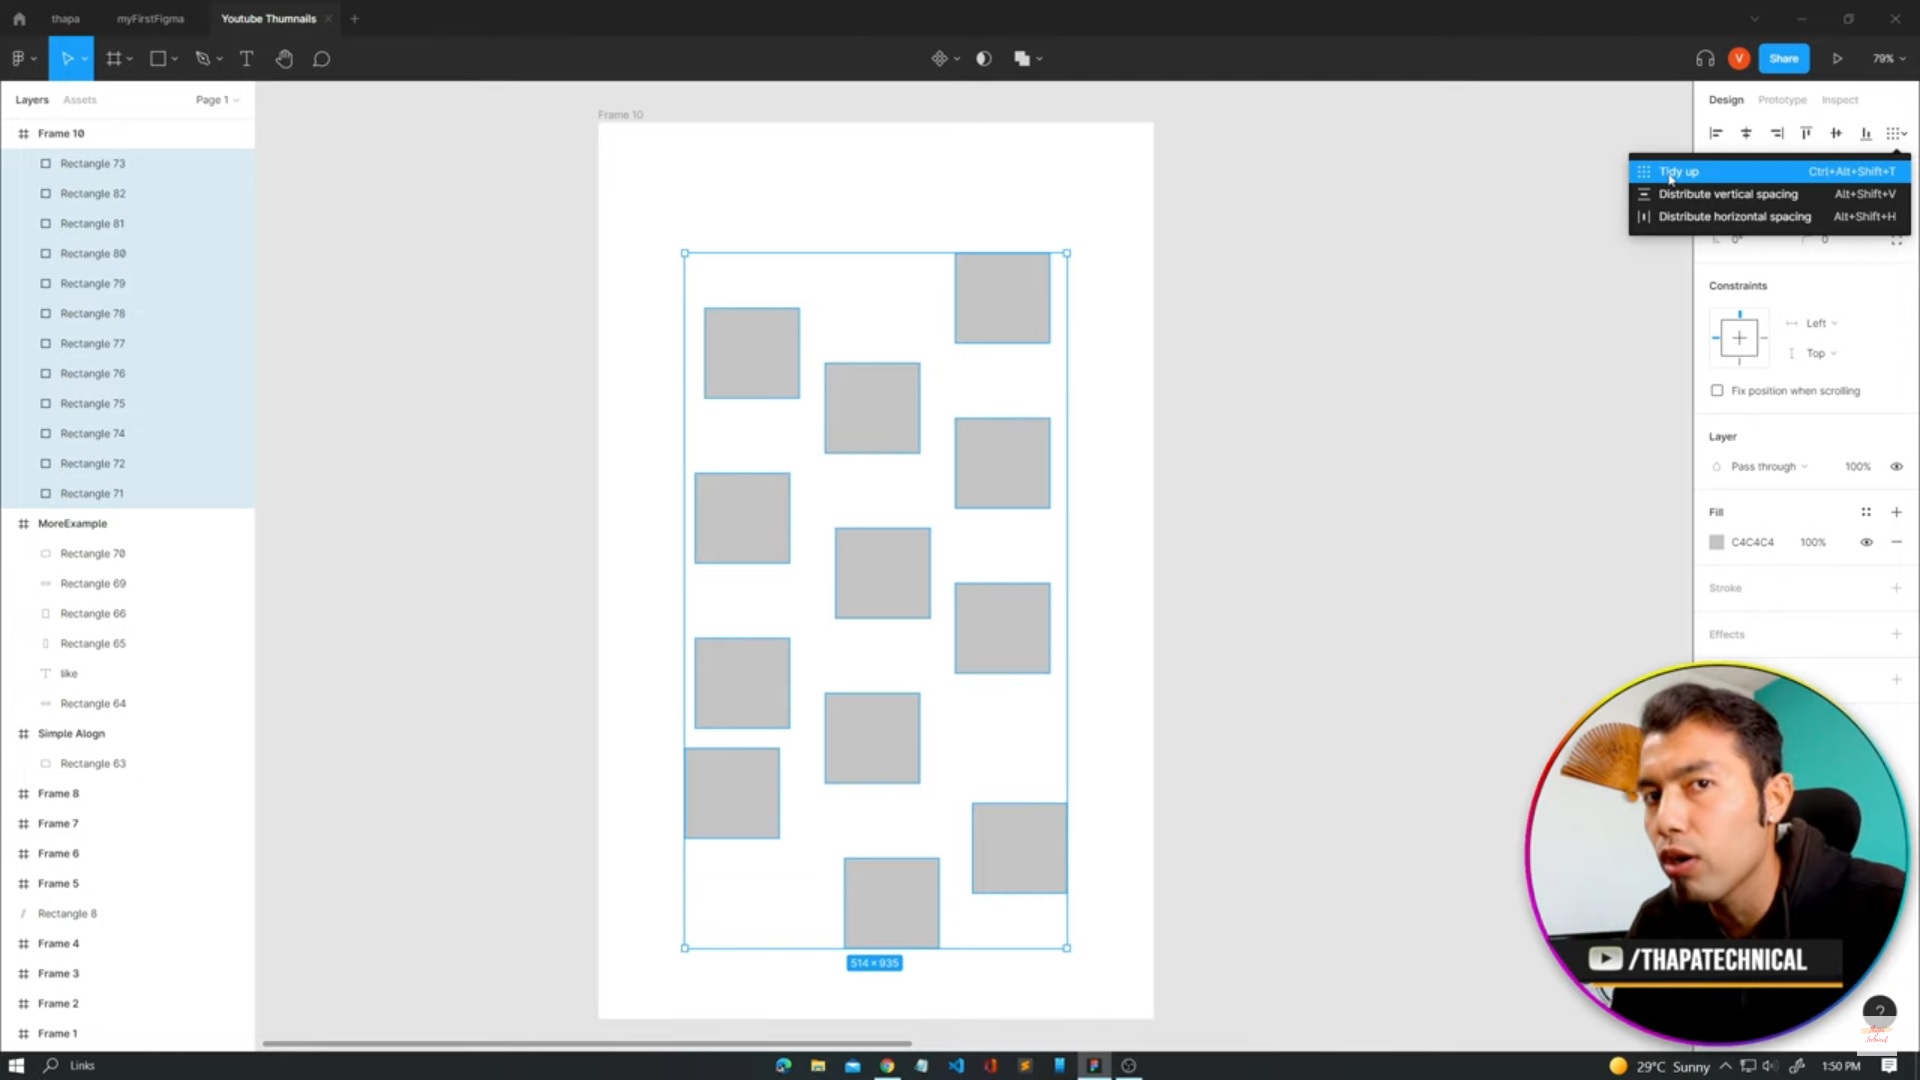 thapa
myFirstFigma
Youtube Thumnails
Share
V
79%
Layers
Assets
Page 1
Frame 10
Rectangle 73
Rectangle 82
Rectangle 81
Rectangle 80
Rectangle 79
Rectangle 78
Rectangle 77
Rectangle 76
Rectangle 75
Rectangle 74
Rectangle 72
Rectangle 71
MoreExample
Rectangle 70
Rectangle 69
Rectangle 66
Rectangle 65
like
Rectangle 64
Simple Alogn
Rectangle 63
Frame 8
Frame 7
Frame 6
Frame 5
Rectangle 8
Frame 4
Frame 3
Frame 2
Frame 1
Frame 10
514 × 935
Design
Prototype
Inspect
Tidy up Ctrl+Alt+Shift+T
Distribute vertical spacing Alt+Shift+V
Distribute horizontal spacing Alt+Shift+H
0°
0
Constraints
Left
Top
Fix position when scrolling
Layer
Pass through 100%
Fill
C4C4C4 100%
Stroke
Effects
/THAPATECHNICAL
?
Links
29°C Sunny
1:50 PM